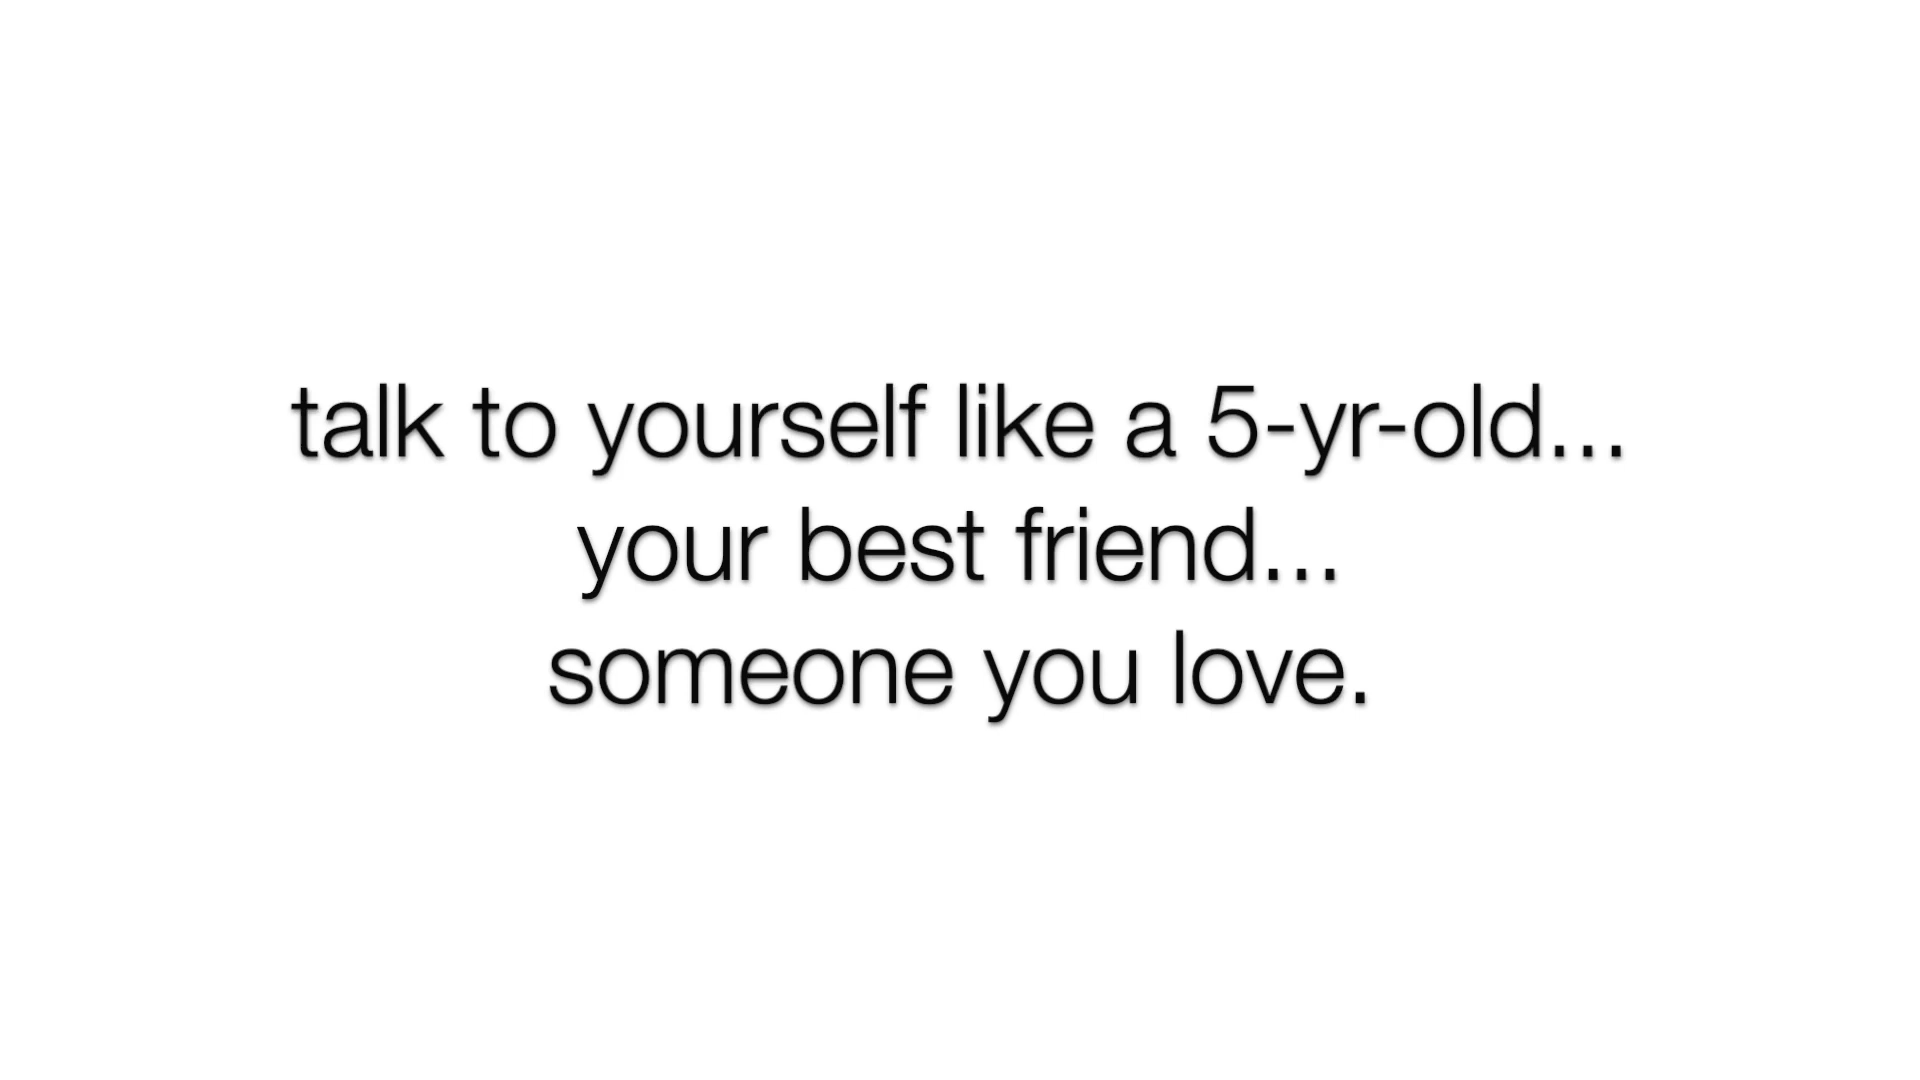 talk to yourself like a 5-yr-old...
your best friend...
someone you love.